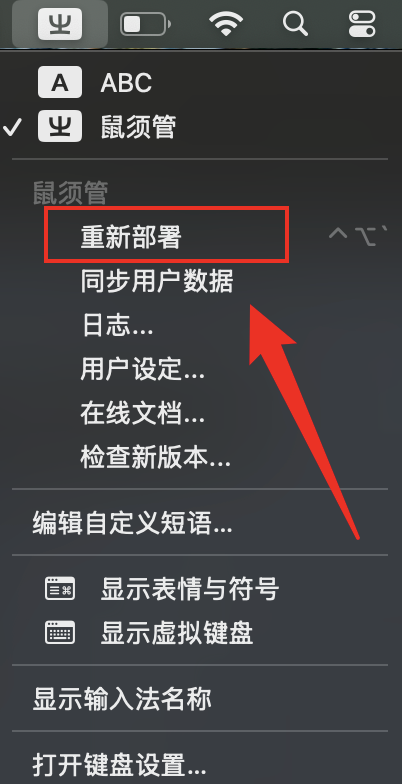 A ABC
鼠须管
鼠须管
重新部署 ⌃⌥`
同步用户数据
日志...
用户设定...
在线文档...
检查新版本...
编辑自定义短语...
显示表情与符号
显示虚拟键盘
显示输入法名称
打开键盘设置...